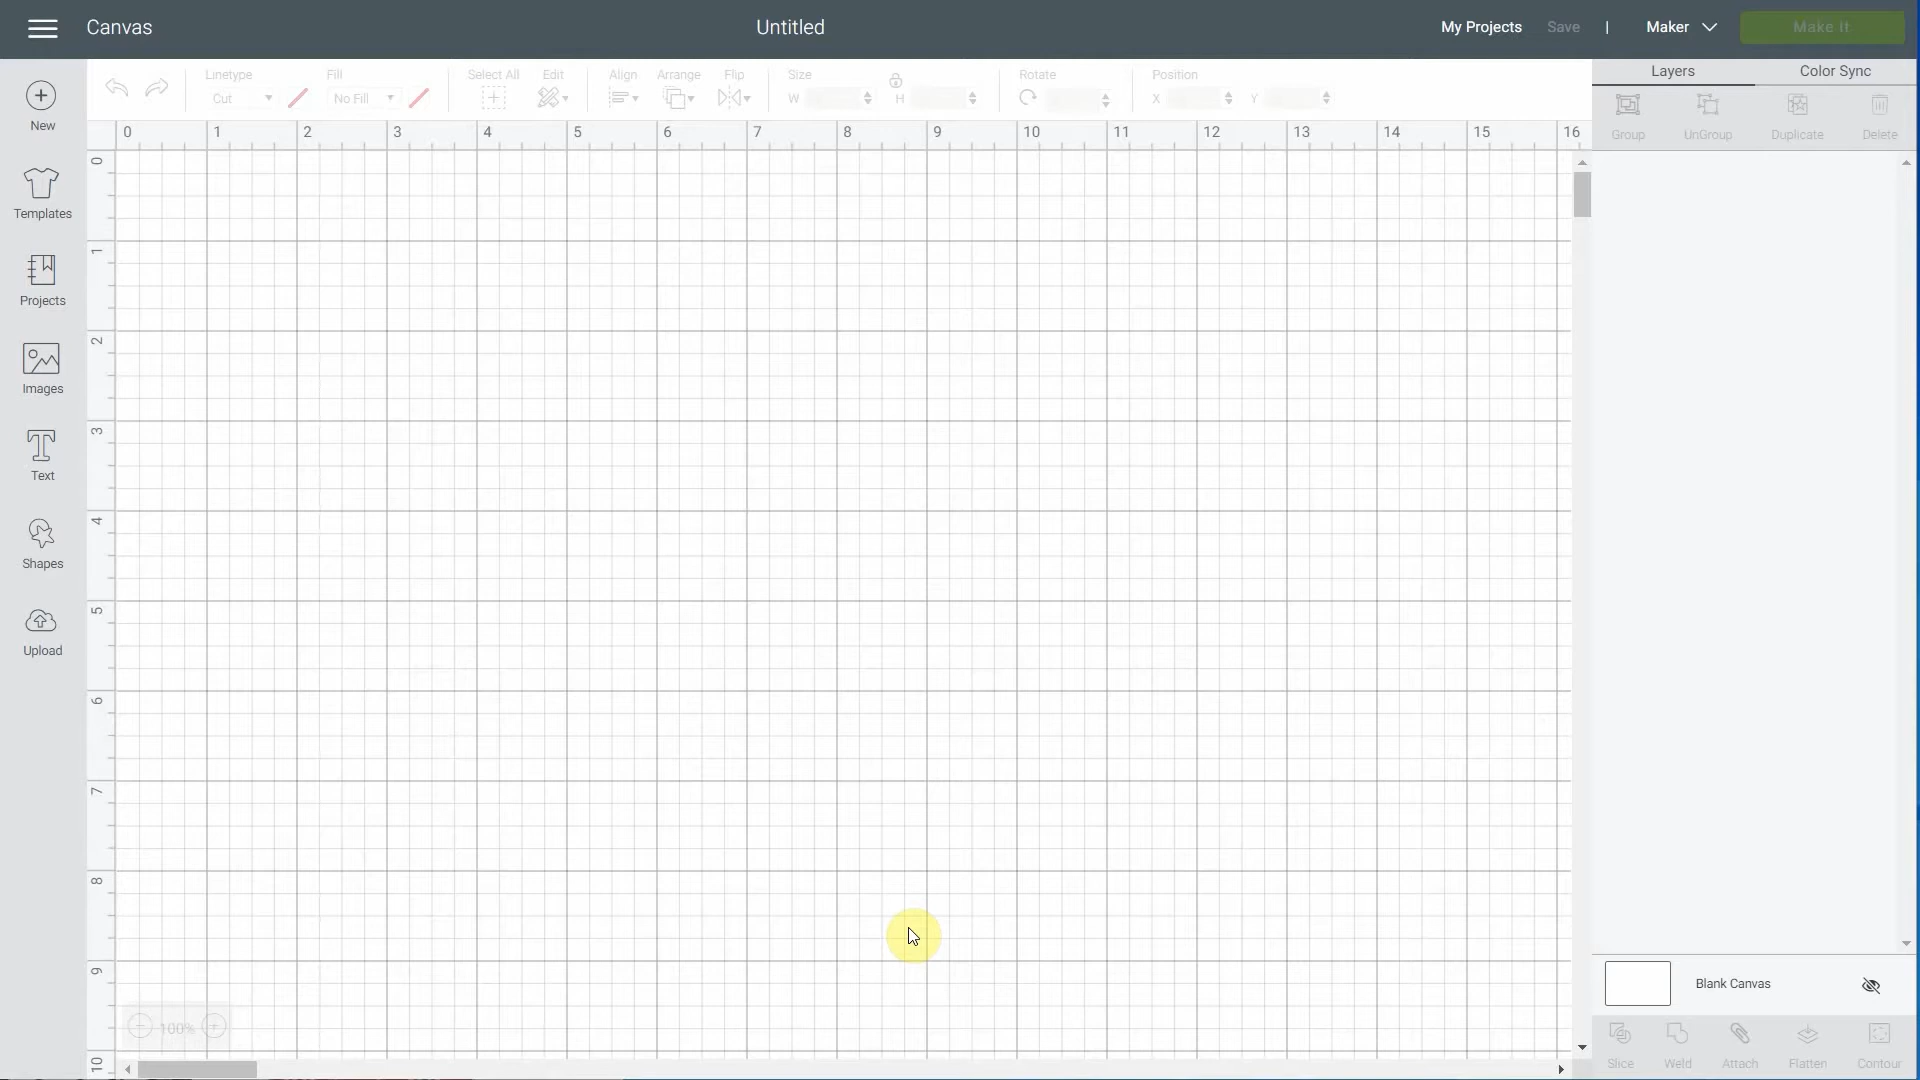 Canvas
Untitled
My Projects Save | Maker Make It
New
Templates
Projects
Images
Text
Shapes
Upload
Linetype
Cut
Fill
No Fill
Select All
Edit
Align
Arrange
Flip
Size
W
H
Rotate
Position
X
Y
0 1 2 3 4 5 6 7 8 9 10 11 12 13 14 15 16
0
1
2
3
4
5
6
7
8
9
10
100%
Layers
Color Sync
Group
UnGroup
Duplicate
Delete
Blank Canvas
Slice
Weld
Attach
Flatten
Contour